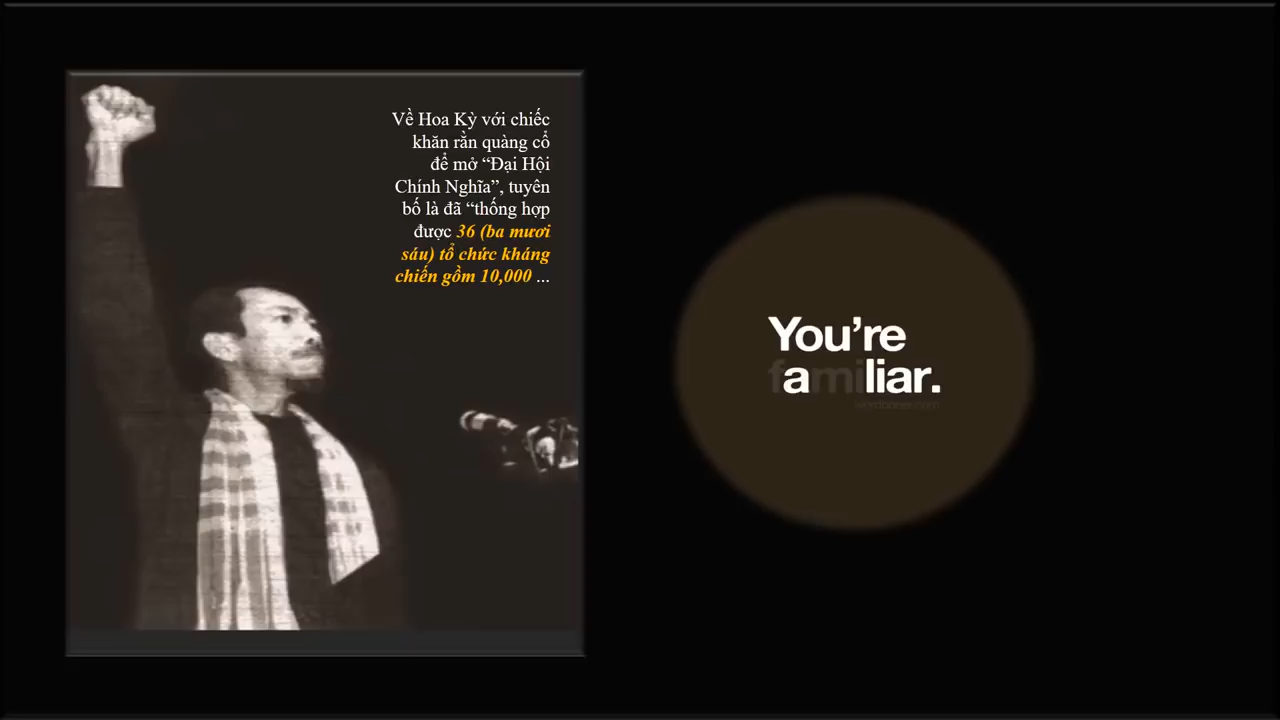 Về Hoa Kỳ với chiếc
khăn rằn quàng cổ
để mở “Đại Hội
Chính Nghĩa”, tuyên
bố là đã “thống hợp
được 36 (ba mươi
sáu) tổ chức kháng
chiến gồm 10,000 ...
You’re
familiar.